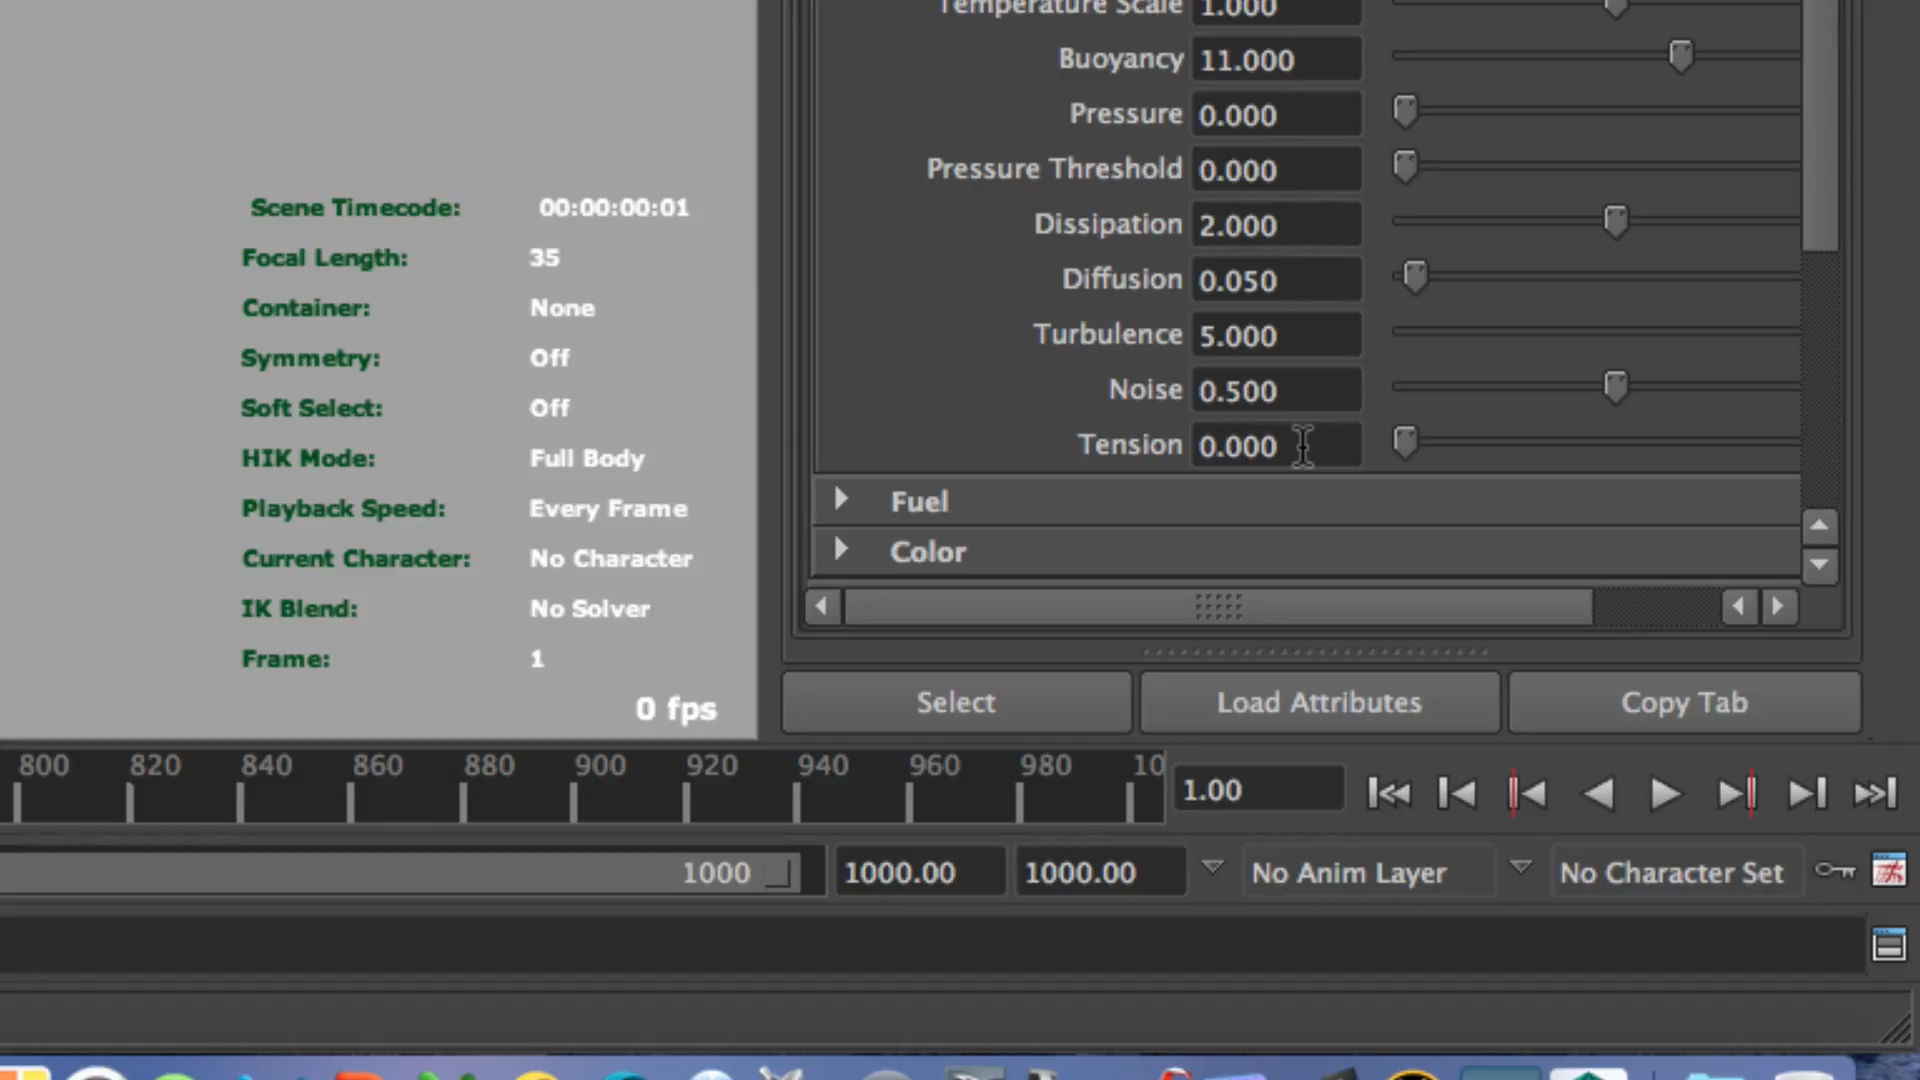 Temperature Scale 1.000
Buoyancy 11.000
Pressure 0.000
Pressure Threshold 0.000
Dissipation 2.000
Diffusion 0.050
Turbulence 5.000
Noise 0.500
Tension 0.000
Fuel
Color
Scene Timecode: 00:00:00:01
Focal Length: 35
Container: None
Symmetry: Off
Soft Select: Off
HIK Mode: Full Body
Playback Speed: Every Frame
Current Character: No Character
IK Blend: No Solver
Frame: 1
0 fps
Select Load Attributes Copy Tab
800 820 840 860 880 900 920 940 960 980 10
1.00
1000 1000.00 1000.00 No Anim Layer No Character Set